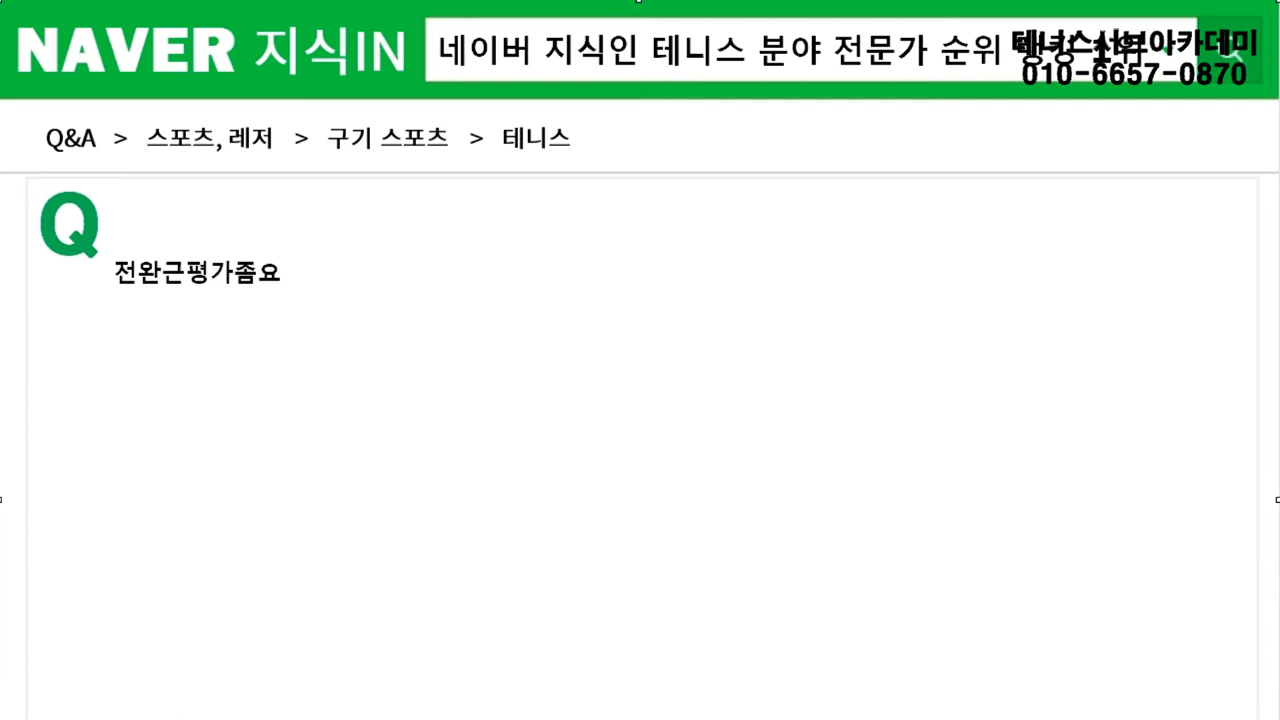 NAVER 지식IN
네이버 지식인 테니스 분야 전문가 순위
테니스서브아카데미
010-6657-0870
Q&A > 스포츠, 레저 > 구기 스포츠 > 테니스
Q
전완근평가좀요